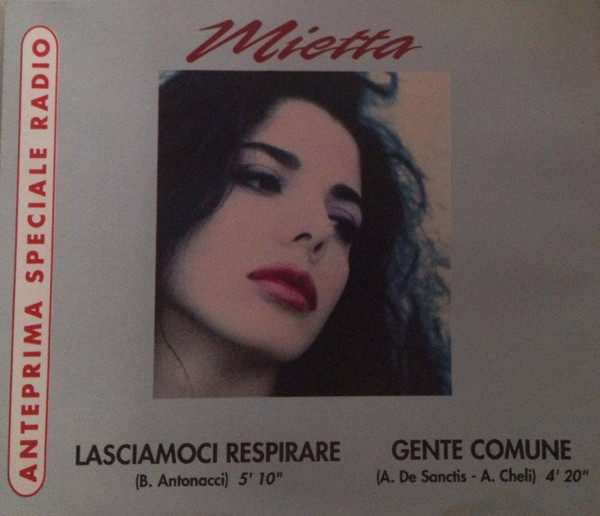 Mietta
ANTEPRIMA SPECIALE RADIO
LASCIAMOCI RESPIRARE
(B. Antonacci) 5' 10"
GENTE COMUNE
(A. De Sanctis - A. Cheli) 4' 20"